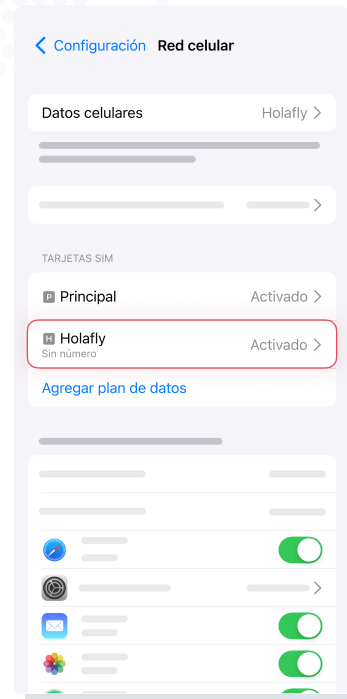 Configuración Red celular
Datos celulares Holafly
TARJETAS SIM
P Principal Activado
H Holafly Activado
Sin número
Agregar plan de datos